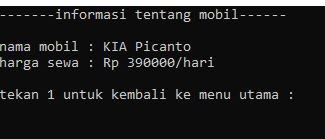 -------informasi tentang mobil------
nama mobil : KIA Picanto
harga sewa : Rp 390000/hari
tekan 1 untuk kembali ke menu utama :